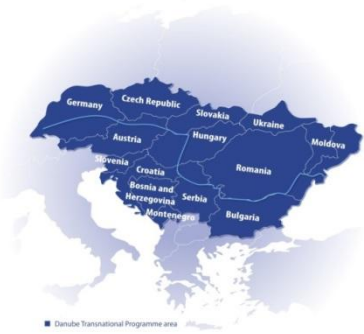 Germany
Czech Republic
Slovakia
Ukraine
Austria
Hungary
Moldova
Slovenia
Croatia
Romania
Bosnia and
Herzegovina
Serbia
Montenegro
Bulgaria
Danube Transnational Programme area